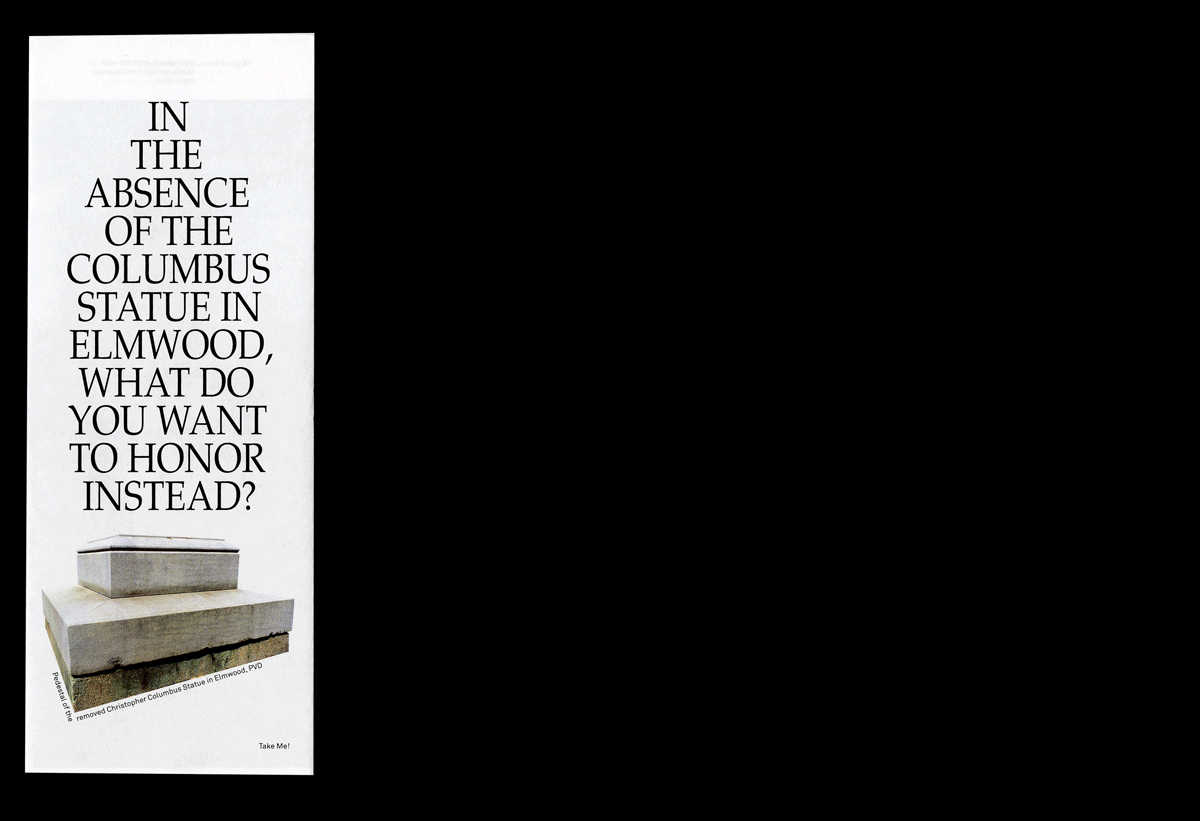 IN
THE
ABSENCE
OF THE
COLUMBUS
STATUE IN
ELMWOOD,
WHAT DO
YOU WANT
TO HONOR
INSTEAD?
Pedestal of the
removed Christopher Columbus Statue in Elmwood, PVD
Take Me!